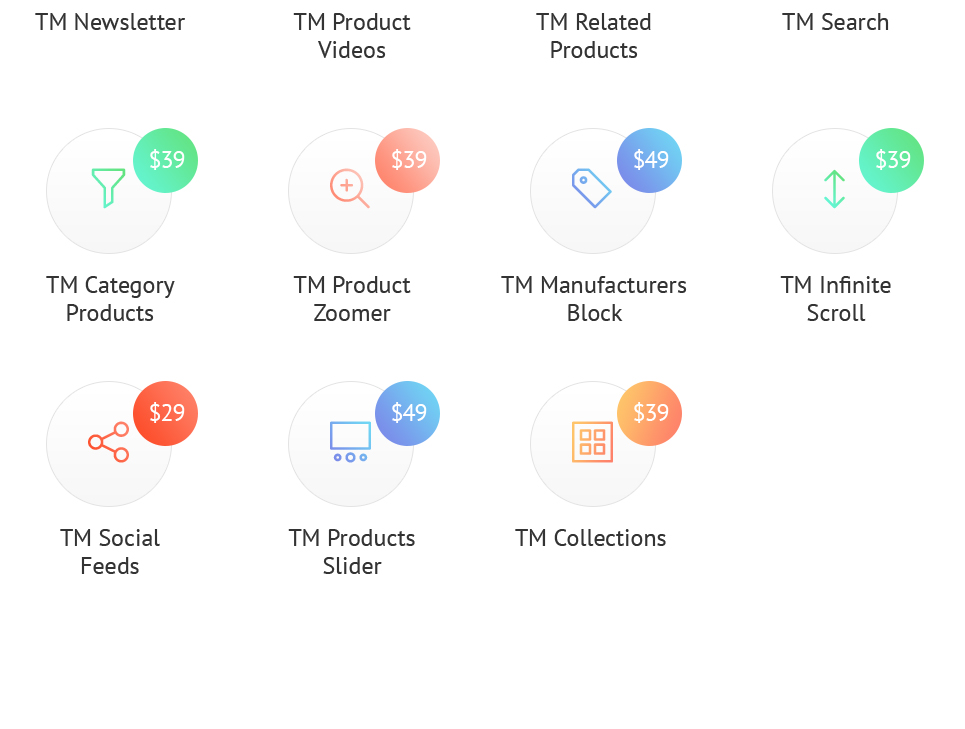 TM Newsletter
TM Product
Videos
TM Related
Products
TM Search
$39
TM Category
Products
$39
TM Product
Zoomer
$49
TM Manufacturers
Block
$39
TM Infinite
Scroll
$29
TM Social
Feeds
$49
TM Products
Slider
$39
TM Collections